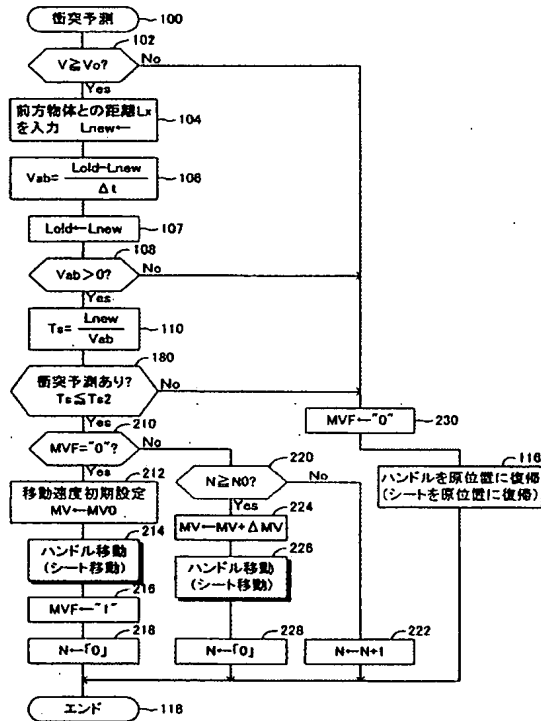 衝突予測
100
102
V≧Vo?
No
Yes
前方物体との距離Lx
を入力 Lnew←
104
Vab= Lold-Lnew
Δt
106
Lold←Lnew
107
108
Vab>0?
No
Yes
Ts= Lnew
Vab
110
180
衝突予測あり?
Ts≦Ts2
No
Yes
MVF←"0"
230
210
MVF="0"?
No
Yes
220
N≧N0?
No
Yes
116
ハンドルを原位置に復帰
(シートを原位置に復帰)
212
移動速度初期設定
MV←MV0
224
MV←MV+ΔMV
214
ハンドル移動
(シート移動)
226
ハンドル移動
(シート移動)
216
MVF←"1"
218
N←「0」
228
N←「0」
222
N←N+1
エンド
118